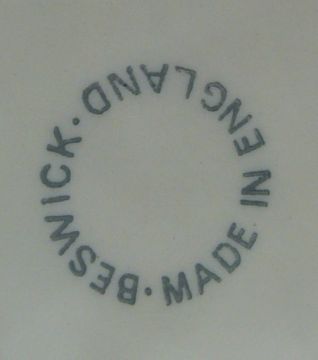 BESWICK · MADE IN ENGLAND ·